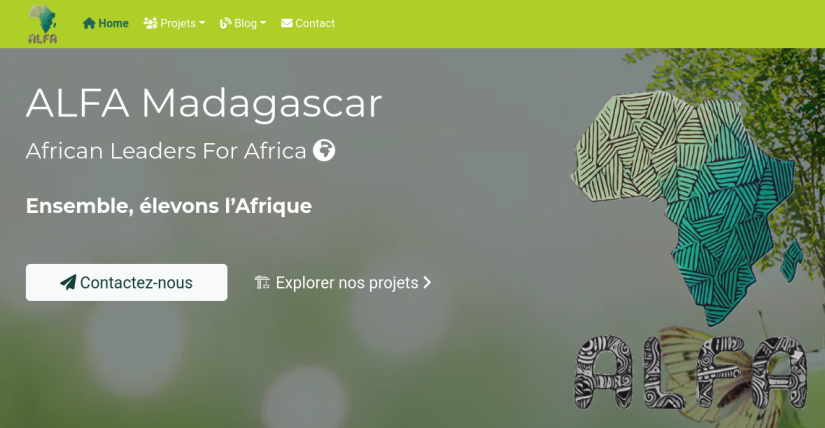 ALFA
Home Projets Blog Contact
ALFA Madagascar
African Leaders For Africa
Ensemble, élevons l’Afrique
Contactez-nous
Explorer nos projets
ALFA